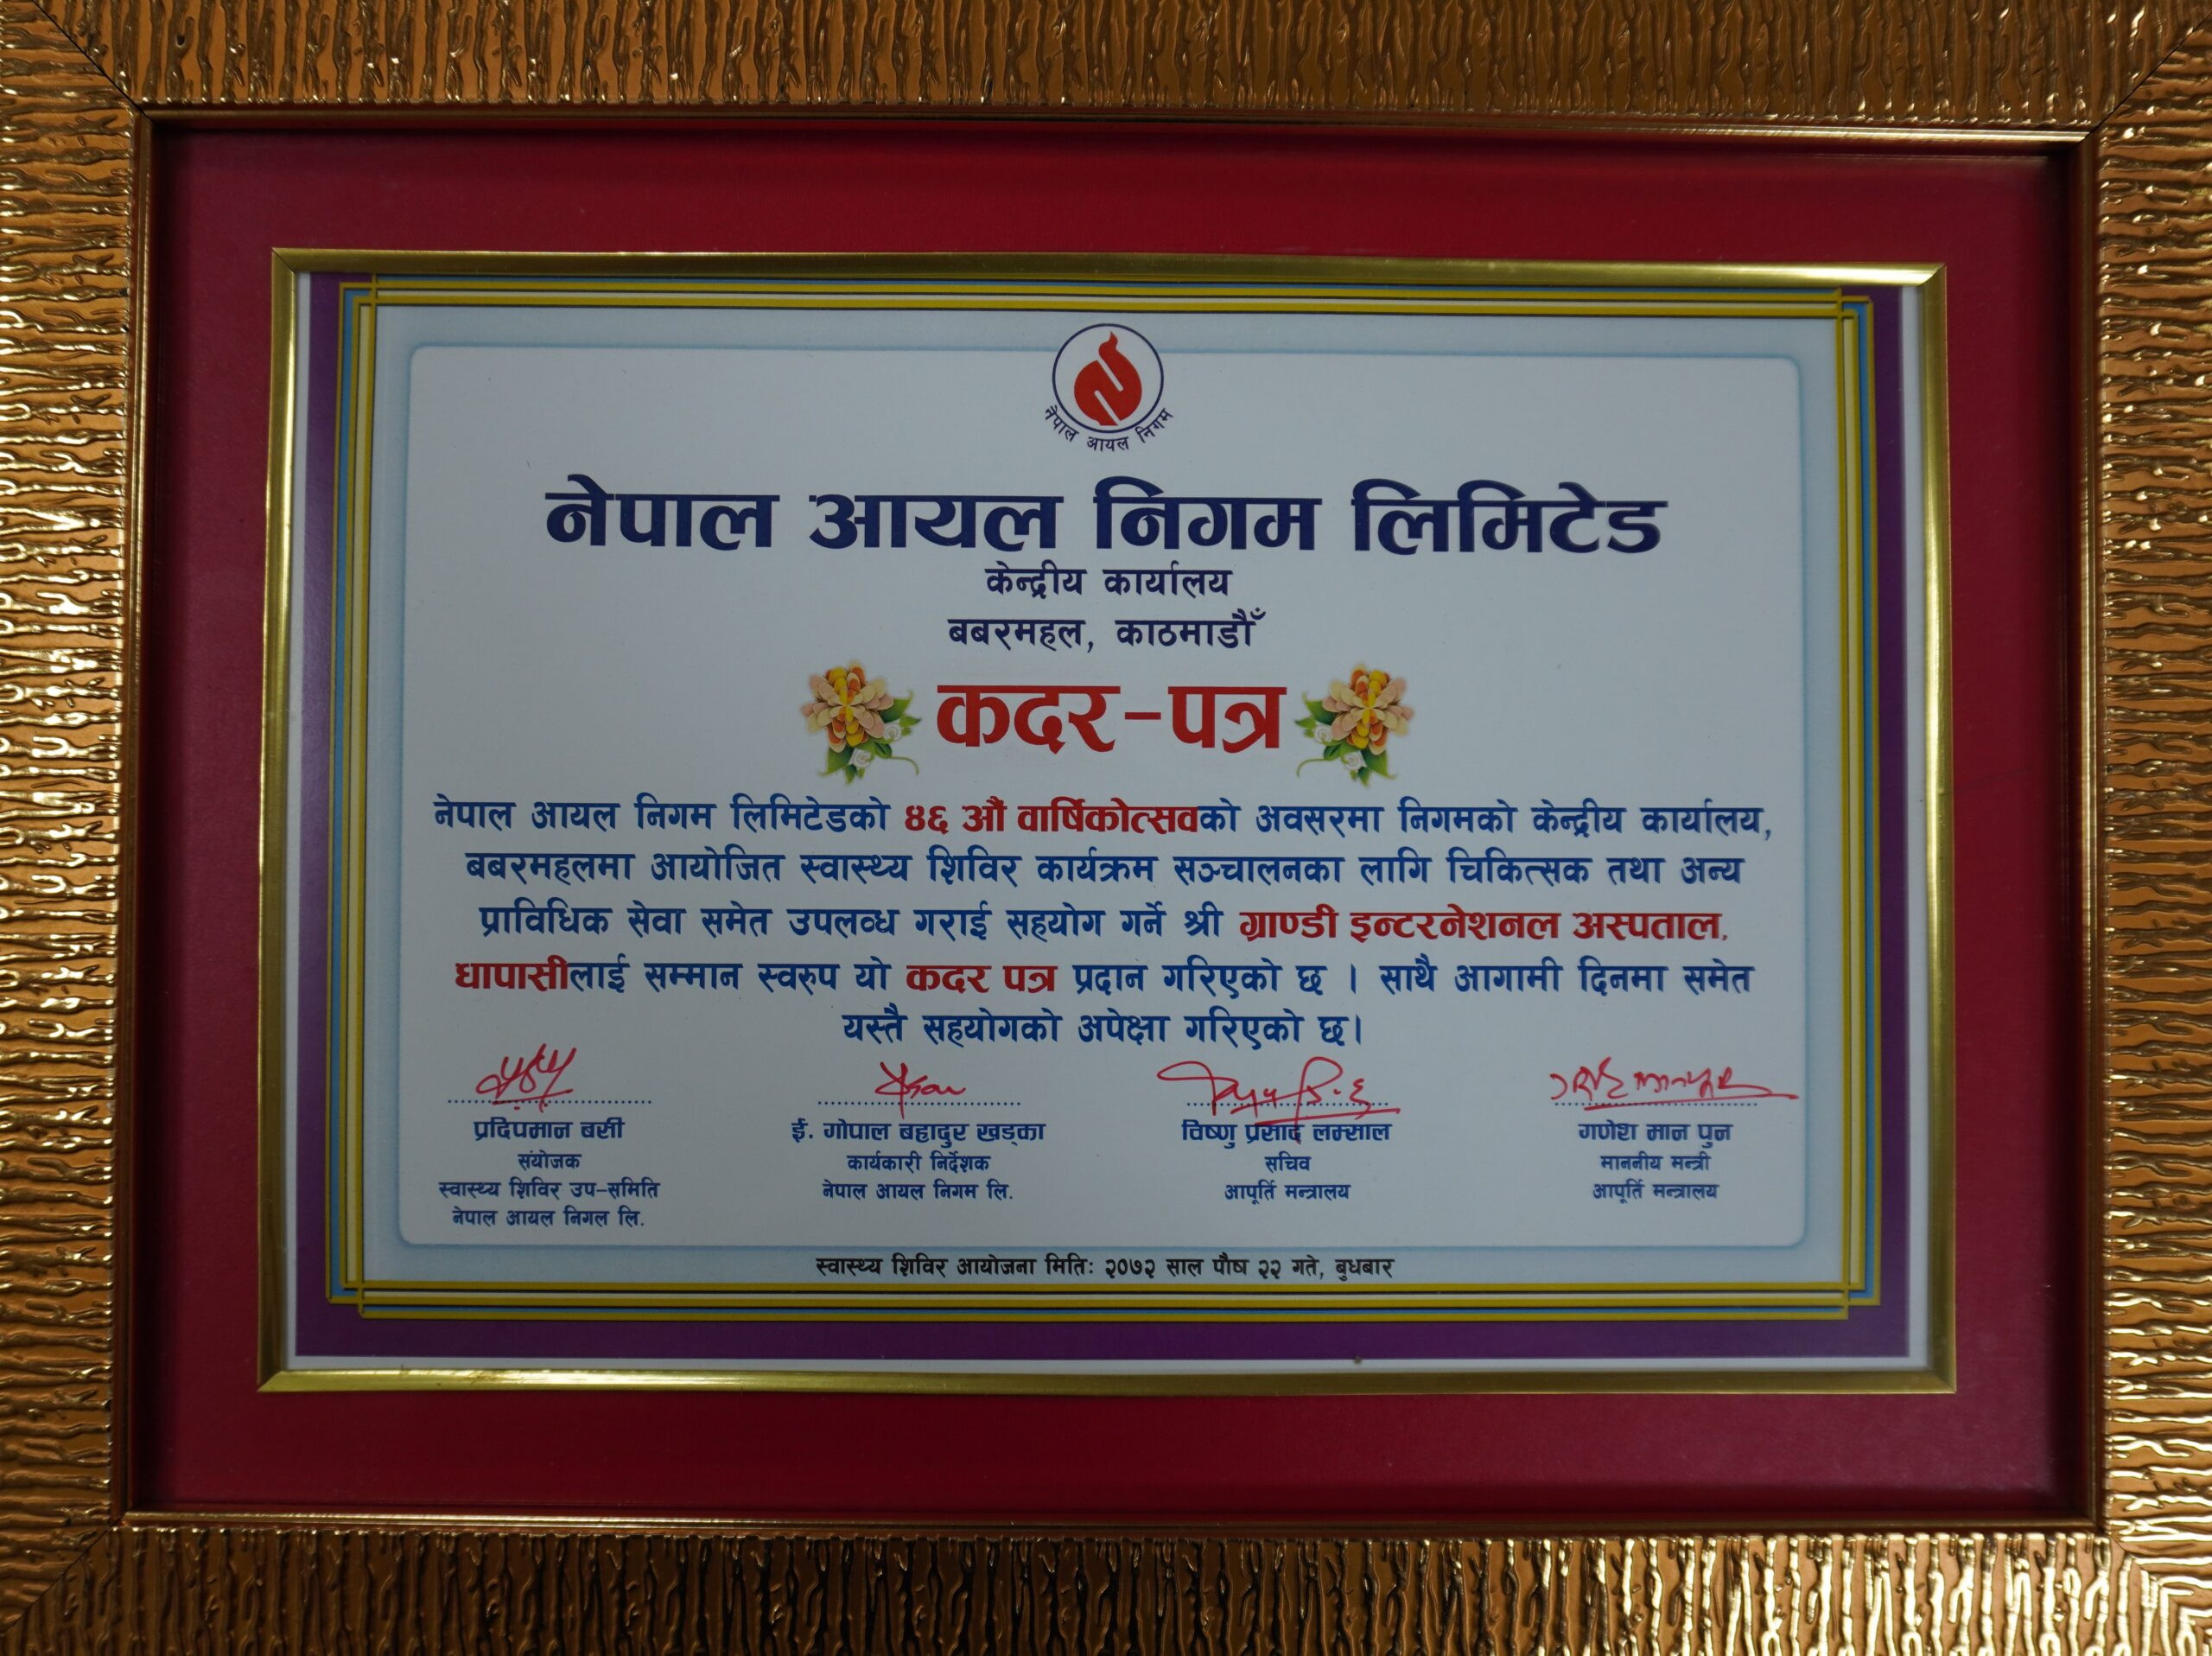 नेपाल आयल निगम
नेपाल आयल निगम लिमिटेड
केन्द्रीय कार्यालय
बबरमहल, काठमाडौँ
कदर-पत्र
नेपाल आयल निगम लिमिटेडको ४६ औं वार्षिकोत्सवको अवसरमा निगमको केन्द्रीय कार्यालय,
बबरमहलमा आयोजित स्वास्थ्य शिविर कार्यक्रम सञ्चालनका लागि चिकित्सक तथा अन्य
प्राविधिक सेवा समेत उपलव्ध गराई सहयोग गर्ने श्री ग्राण्डी इन्टरनेशनल अस्पताल,
धापासीलाई सम्मान स्वरुप यो कदर पत्र प्रदान गरिएको छ । साथै आगामी दिनमा समेत
यस्तै सहयोगको अपेक्षा गरिएको छ।
प्रदिपमान बर्सी
संयोजक
स्वास्थ्य शिविर उप-समिति
नेपाल आयल निगल लि.
ई. गोपाल बहादुर खड्का
कार्यकारी निर्देशक
नेपाल आयल निगम लि.
विष्णु प्रसाद लम्साल
सचिव
आपूर्ति मन्त्रालय
गणेश मान पुन
माननीय मन्त्री
आपूर्ति मन्त्रालय
स्वास्थ्य शिविर आयोजना मितिः २०७२ साल पौष २२ गते, बुधबार